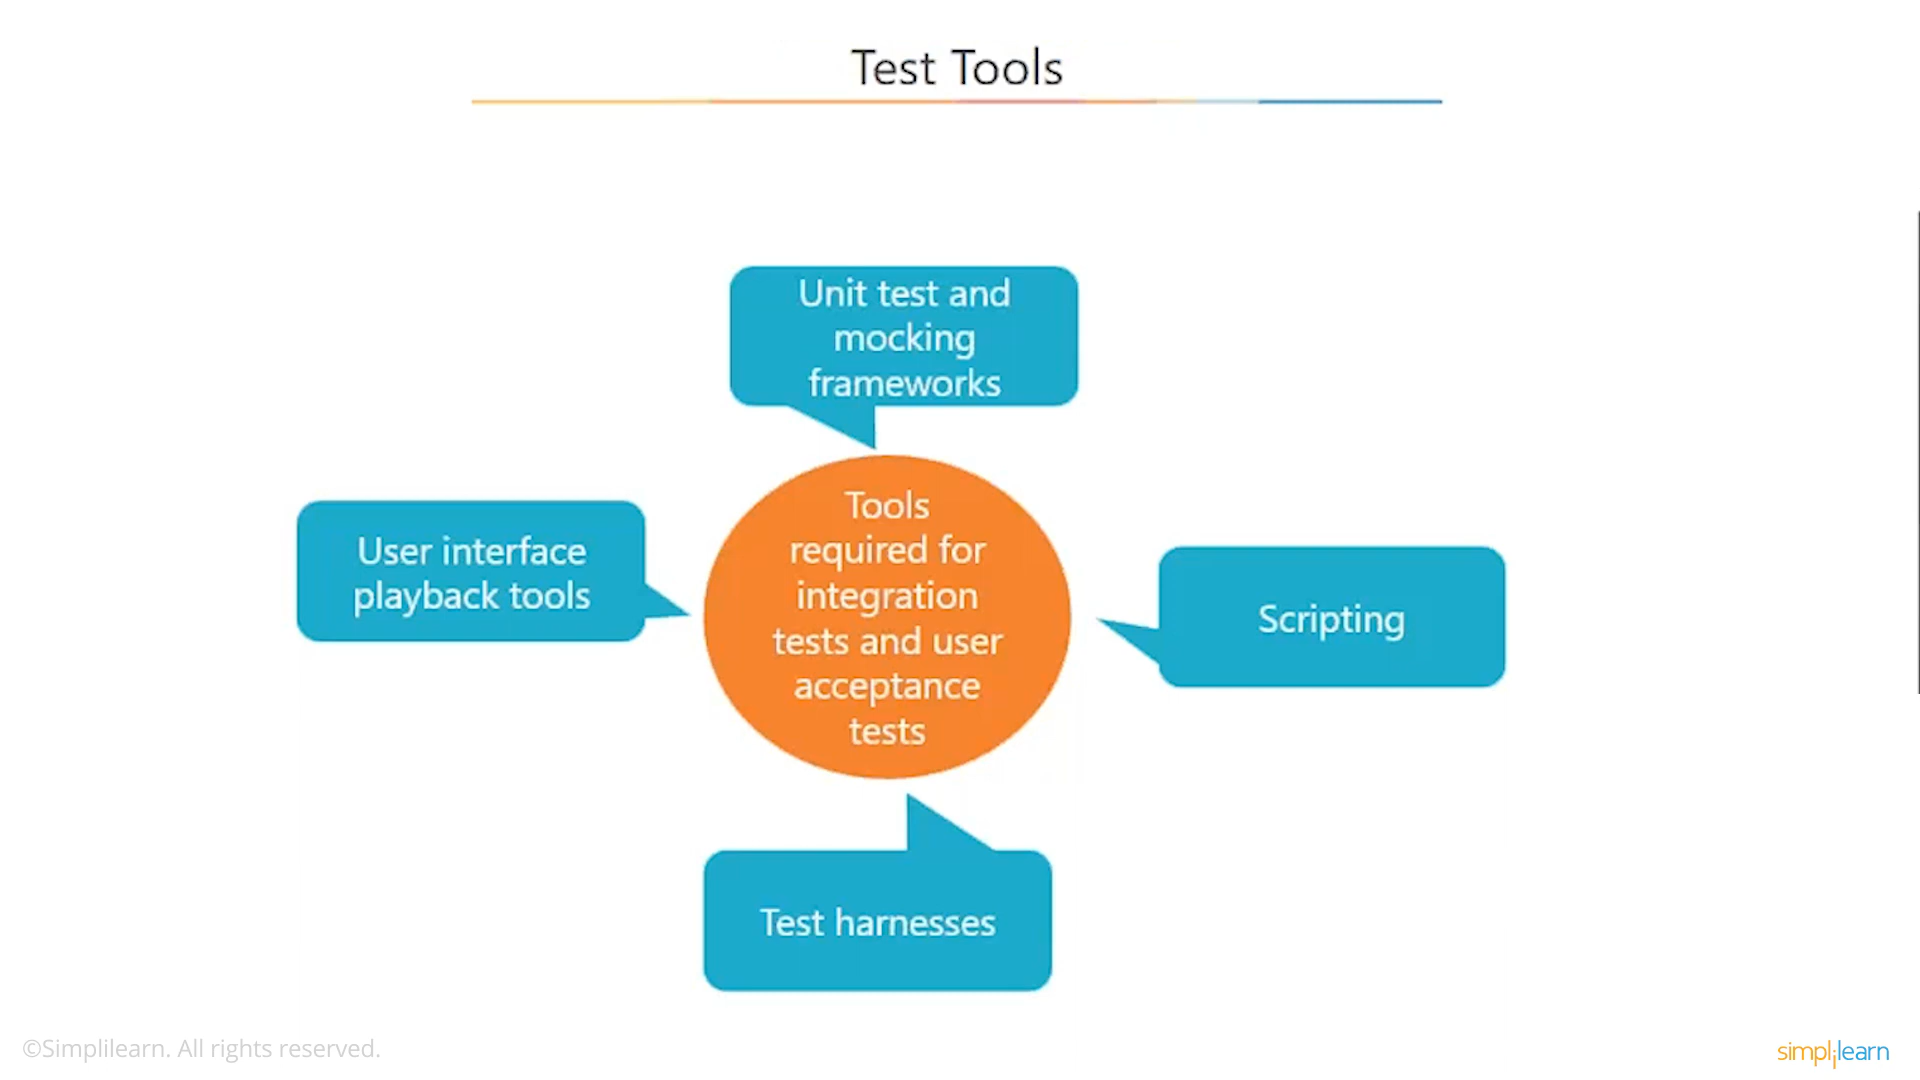 Test Tools
Unit test and
mocking
frameworks
User interface
playback tools
Tools
required for
integration
tests and user
acceptance
tests
Scripting
Test harnesses
©Simplilearn. All rights reserved.
simplilearn